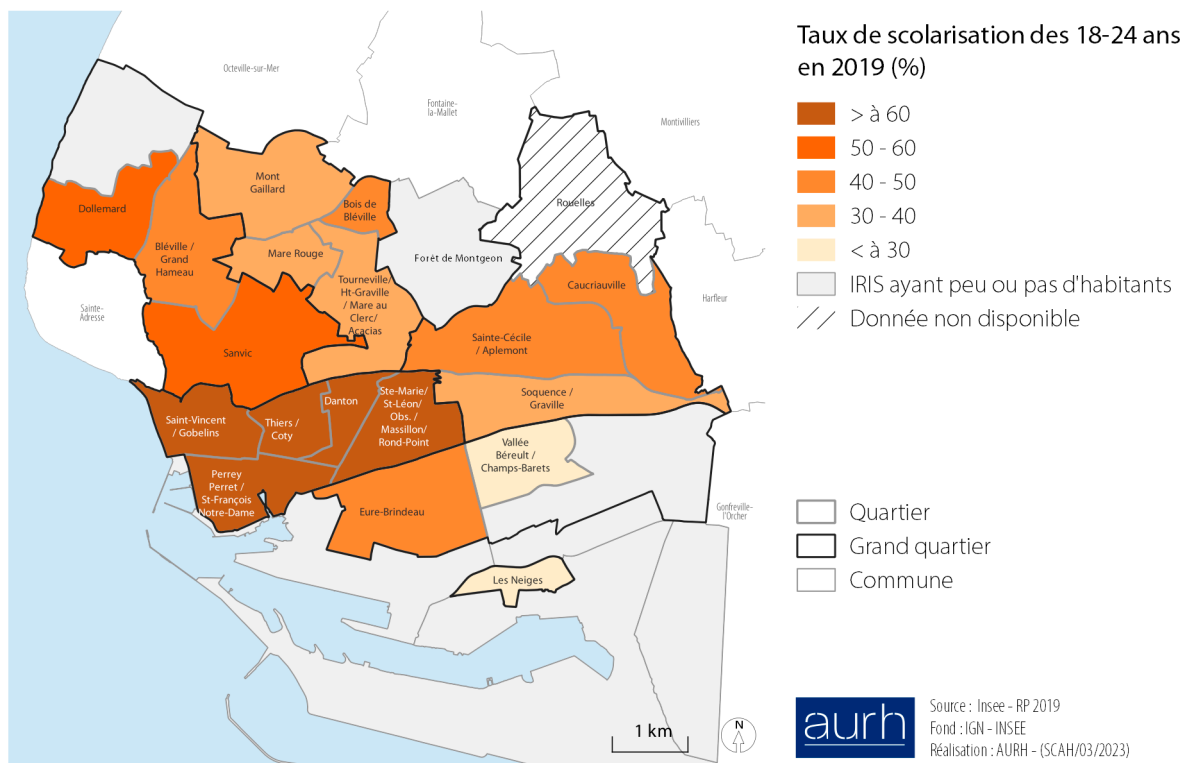 Taux de scolarisation des 18-24 ans
en 2019 (%)
> à 60
50 - 60
40 - 50
30 - 40
< à 30
IRIS ayant peu ou pas d'habitants
Donnée non disponible
Quartier
Grand quartier
Commune
Octeville-sur-Mer
Fontaine-
la-Mallet
Montivilliers
Mont
Gaillard
Bois de
Bléville
Rouelles
Dollemard
Bléville /
Grand
Hameau
Mare Rouge
Forêt de Montgeon
Tourneville/
Ht-Graville
/ Mare au
Clerc/
Acacias
Caucriauville
Harfleur
Sainte-
Adresse
Sanvic
Sainte-Cécile
/ Aplemont
Soquence /
Graville
Saint-Vincent
/ Gobelins
Thiers /
Coty
Danton
Ste-Marie/
St-Léon/
Obs. /
Massillon/
Rond-Point
Vallée
Béreult /
Champs-Barets
Perrey
Perret /
St-François
Notre-Dame
Eure-Brindeau
Gonfreville-
l'Orcher
Les Neiges
1 km
N
aurh
Source : Insee - RP 2019
Fond : IGN - INSEE
Réalisation : AURH - (SCAH/03/2023)